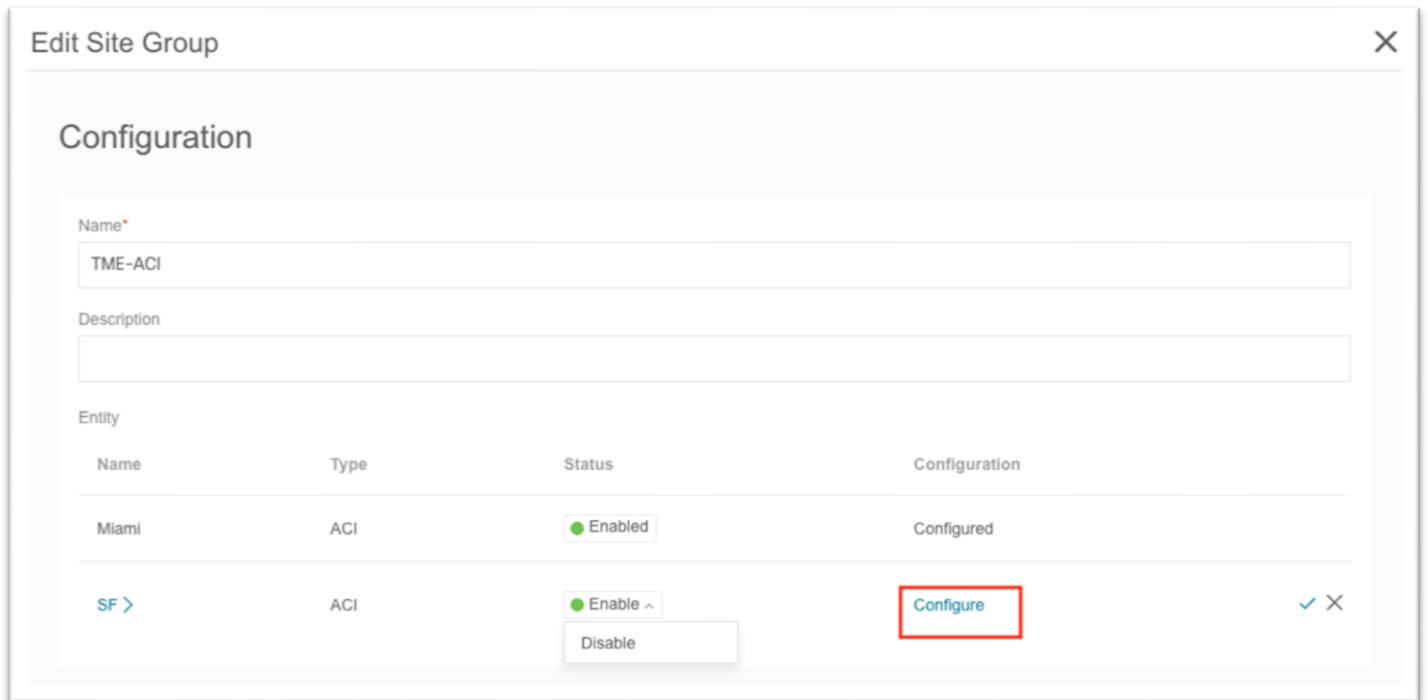 Edit Site Group
Configuration
Name*
TME-ACI
Description
Entity
Name Type Status Configuration
Miami ACI Enabled Configured
SF ACI Enable Configure
Disable